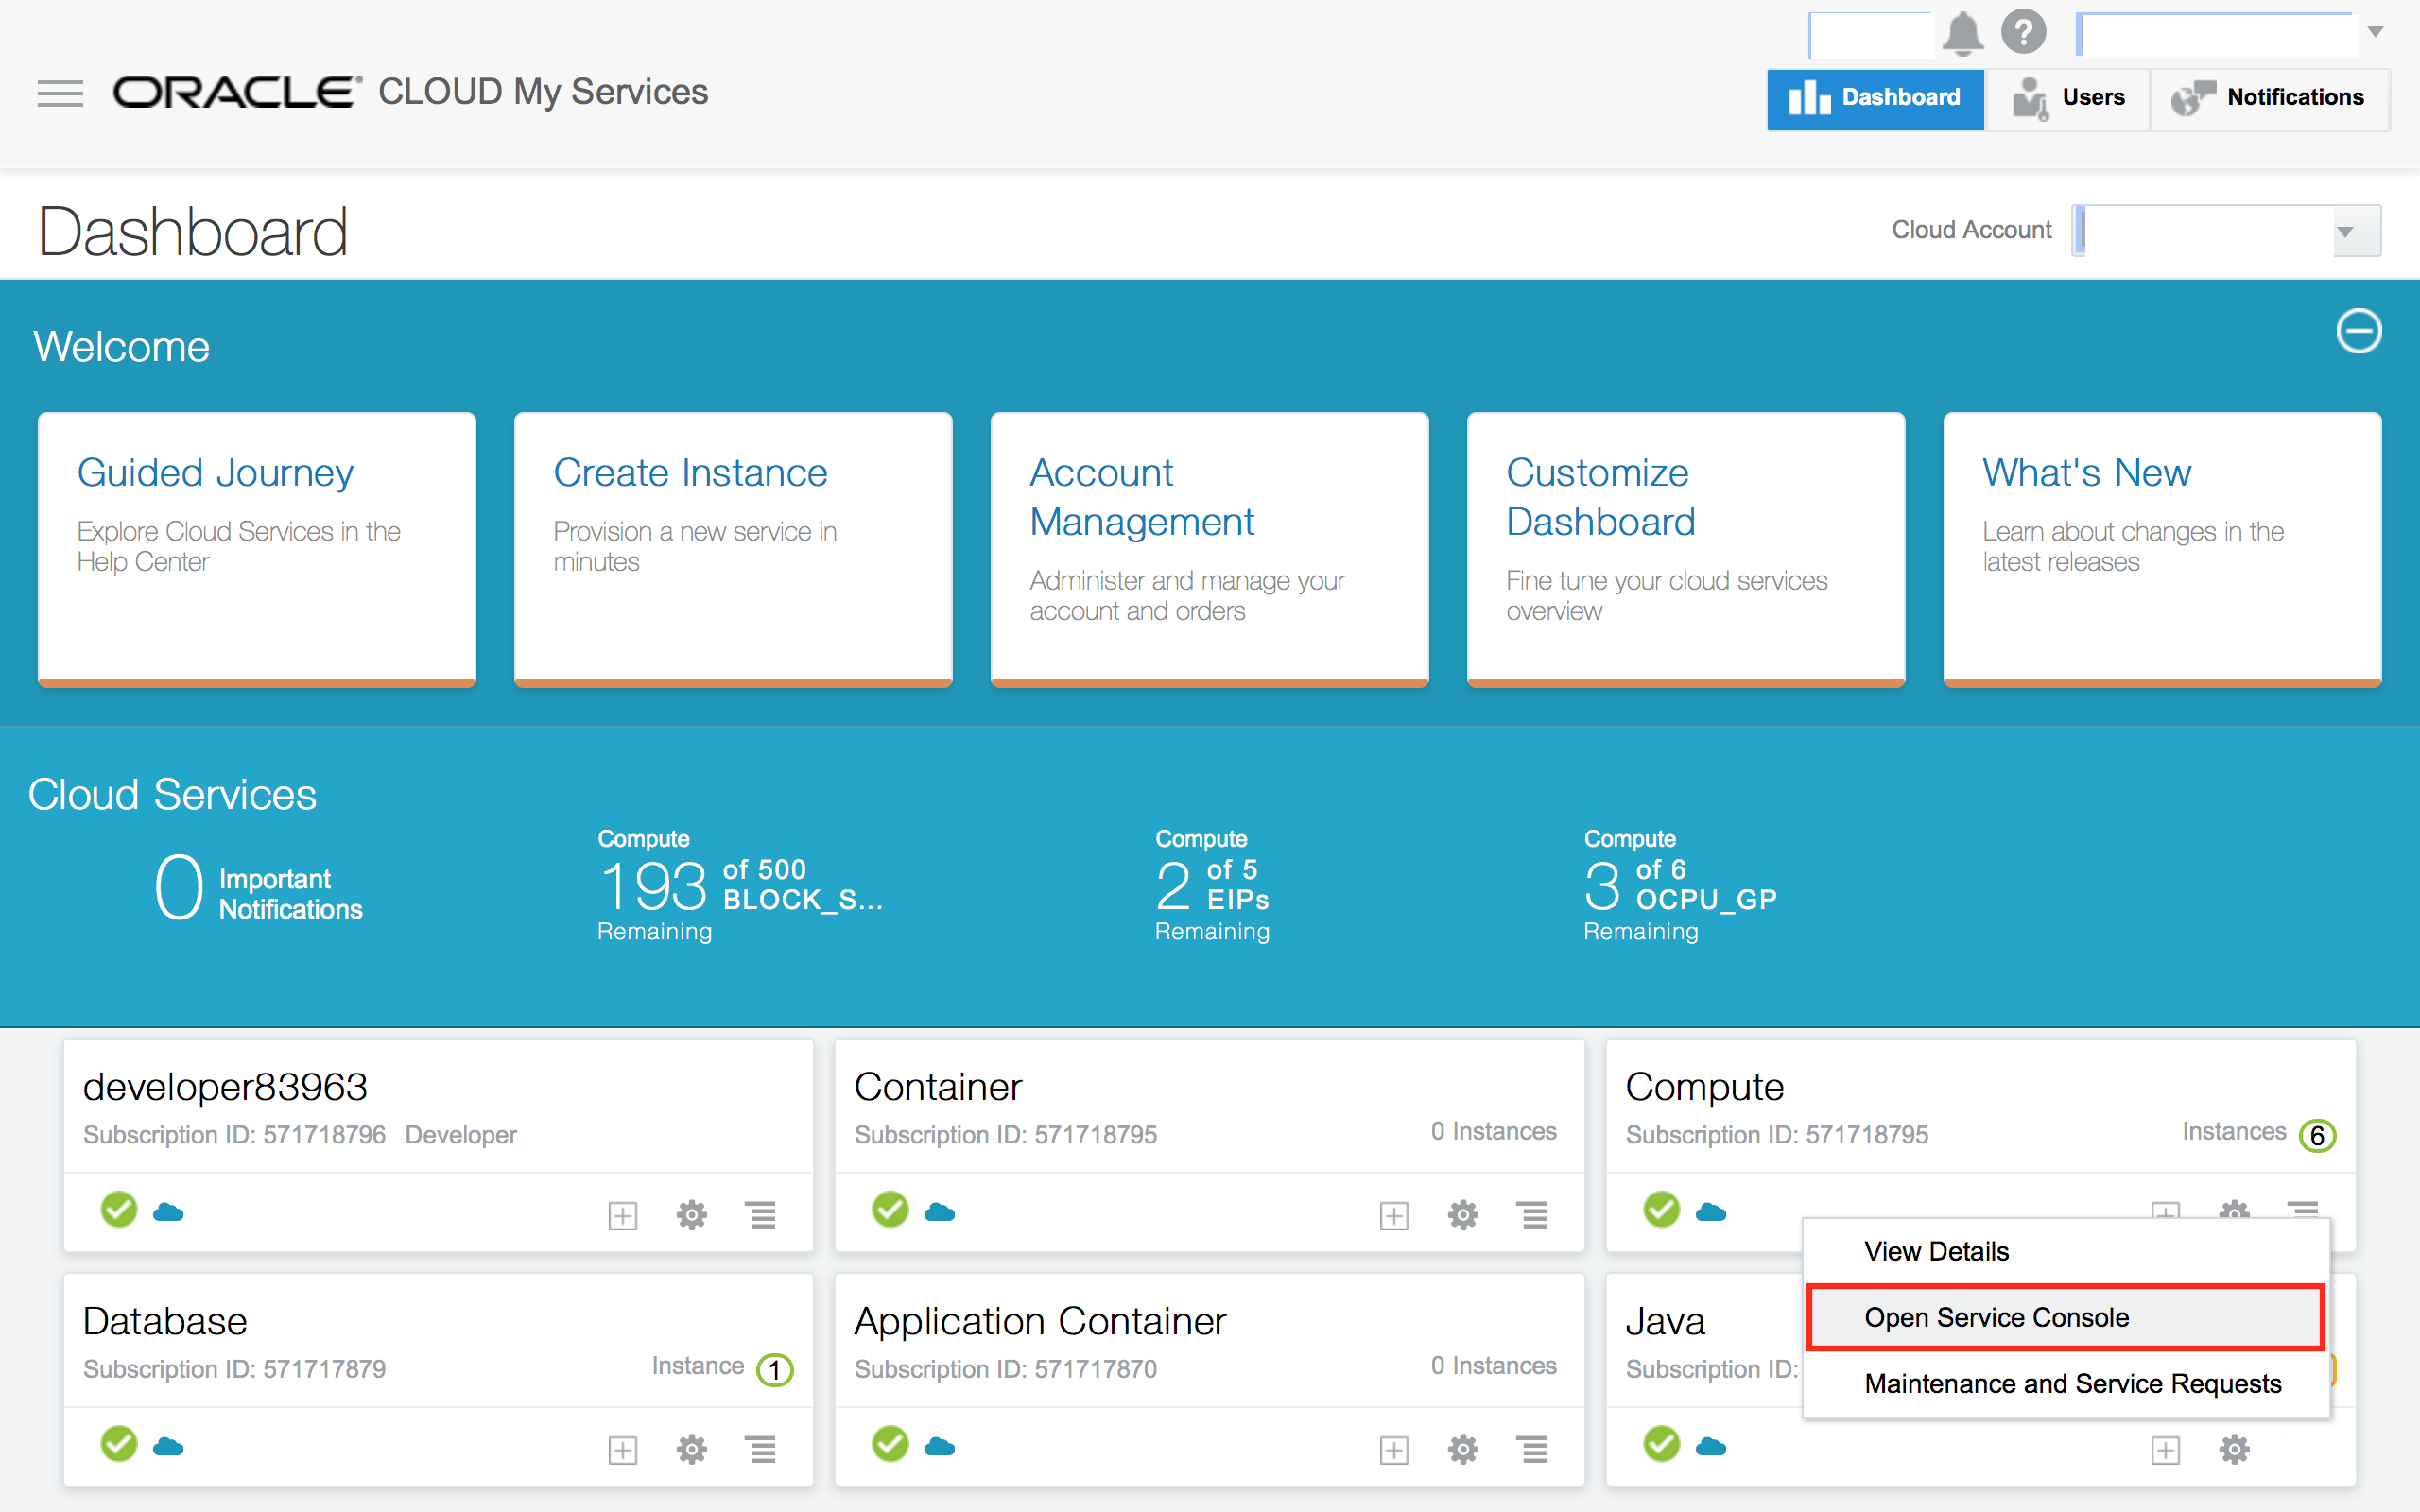 ORACLE® CLOUD My Services
Dashboard
Users
Notifications
Dashboard
Cloud Account
Welcome
Guided Journey
Explore Cloud Services in the
Help Center
Create Instance
Provision a new service in
minutes
Account
Management
Administer and manage your
account and orders
Customize
Dashboard
Fine tune your cloud services
overview
What's New
Learn about changes in the
latest releases
Cloud Services
0 Important
Notifications
Compute
193 of 500
BLOCK_S...
Remaining
Compute
2 of 5
EIPs
Remaining
Compute
3 of 6
OCPU_GP
Remaining
developer83963
Subscription ID: 571718796 Developer
Container
Subscription ID: 571718795
0 Instances
Compute
Subscription ID: 571718795
Instances 6
View Details
Open Service Console
Maintenance and Service Requests
Database
Subscription ID: 571717879
Instance 1
Application Container
Subscription ID: 571717870
0 Instances
Java
Subscription ID: